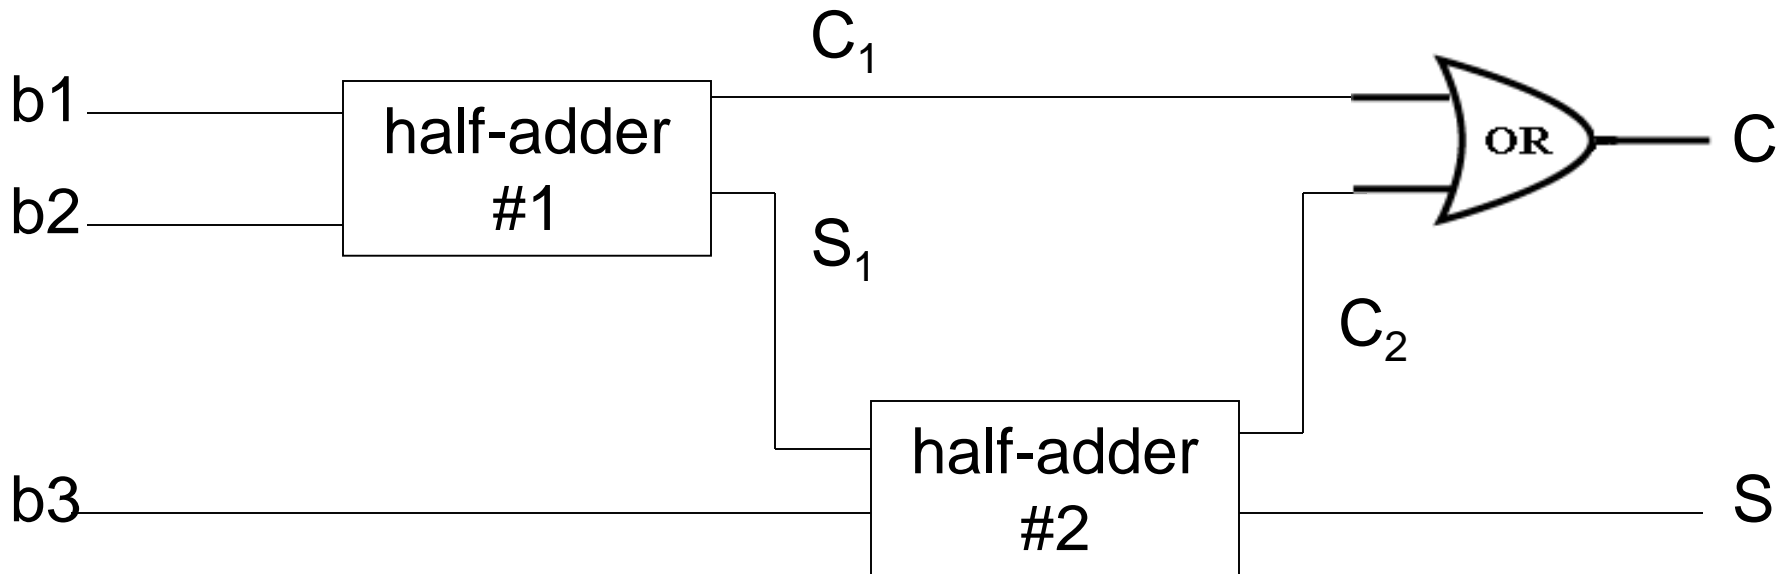 C₁
b1
half-adder
#1
OR
C
b2
S₁
C₂
half-adder
#2
b3
S